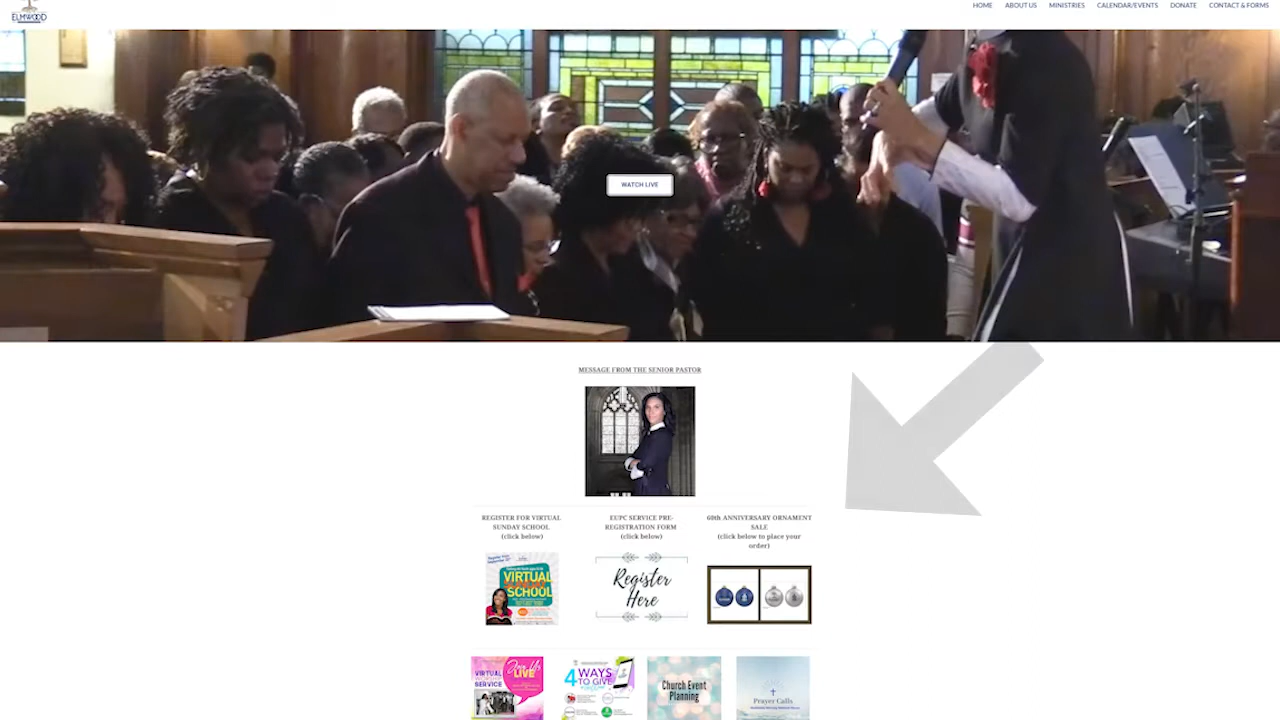 ELMWOOD
HOME ABOUT US MINISTRIES CALENDAR/EVENTS DONATE CONTACT & FORMS
WATCH LIVE
MESSAGE FROM THE SENIOR PASTOR
REGISTER FOR VIRTUAL
SUNDAY SCHOOL
(click below)
EUPC SERVICE PRE-
REGISTRATION FORM
(click below)
60th ANNIVERSARY ORNAMENT
SALE
(click below to place your
order)
VIRTUAL
SUNDAY
SCHOOL
Register
Here
VIRTUAL
SERVICE
Join Us
LIVE
4 WAYS
TO GIVE
Church Event
Planning
Prayer Calls